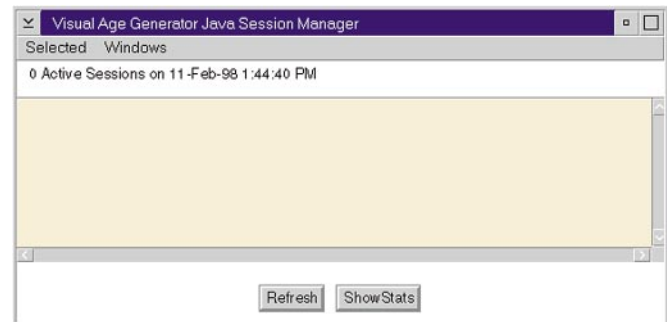 Visual Age Generator Java Session Manager
Selected Windows
0 Active Sessions on 11-Feb-98 1:44:40 PM
Refresh ShowStats